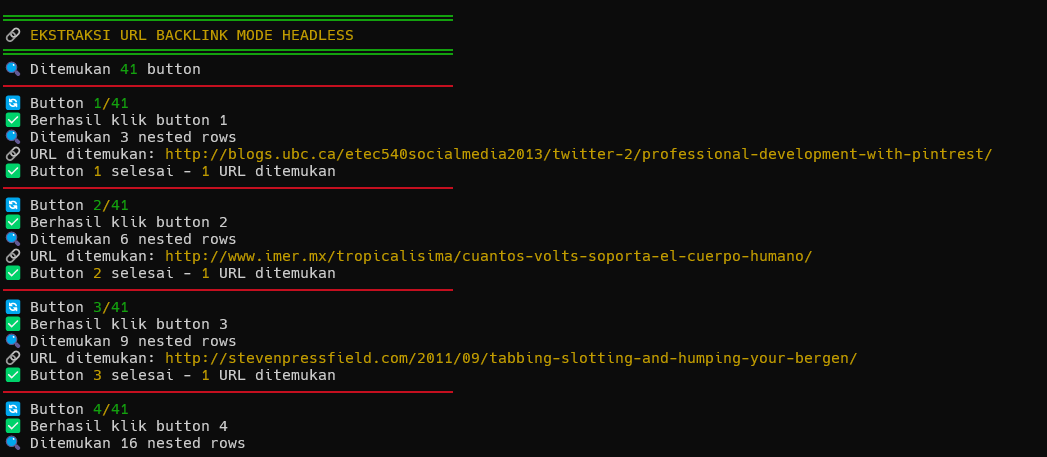 EKSTRAKSI URL BACKLINK MODE HEADLESS
Ditemukan 41 button
Button 1/41
Berhasil klik button 1
Ditemukan 3 nested rows
URL ditemukan: http://blogs.ubc.ca/etec540socialmedia2013/twitter-2/professional-development-with-pintrest/
Button 1 selesai - 1 URL ditemukan
Button 2/41
Berhasil klik button 2
Ditemukan 6 nested rows
URL ditemukan: http://www.imer.mx/tropicalisima/cuantos-volts-soporta-el-cuerpo-humano/
Button 2 selesai - 1 URL ditemukan
Button 3/41
Berhasil klik button 3
Ditemukan 9 nested rows
URL ditemukan: http://stevenpressfield.com/2011/09/tabbing-slotting-and-humping-your-bergen/
Button 3 selesai - 1 URL ditemukan
Button 4/41
Berhasil klik button 4
Ditemukan 16 nested rows